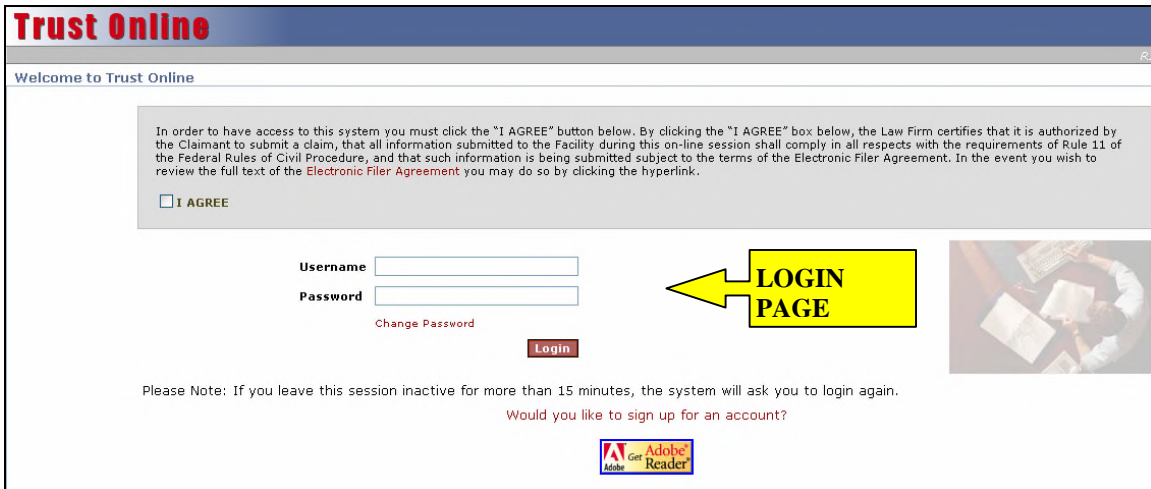 Trust Online
Welcome to Trust Online
In order to have access to this system you must click the "I AGREE" button below. By clicking the "I AGREE" box below, the Law Firm certifies that it is authorized by
the Claimant to submit a claim, that all information submitted to the Facility during this on-line session shall comply in all respects with the requirements of Rule 11 of
the Federal Rules of Civil Procedure, and that such information is being submitted subject to the terms of the Electronic Filer Agreement. In the event you wish to
review the full text of the Electronic Filer Agreement you may do so by clicking the hyperlink.
I AGREE
Username
Password
Change Password
Login
LOGIN
PAGE
Please Note: If you leave this session inactive for more than 15 minutes, the system will ask you to login again.
Would you like to sign up for an account?
Adobe
Get Adobe®
Reader®